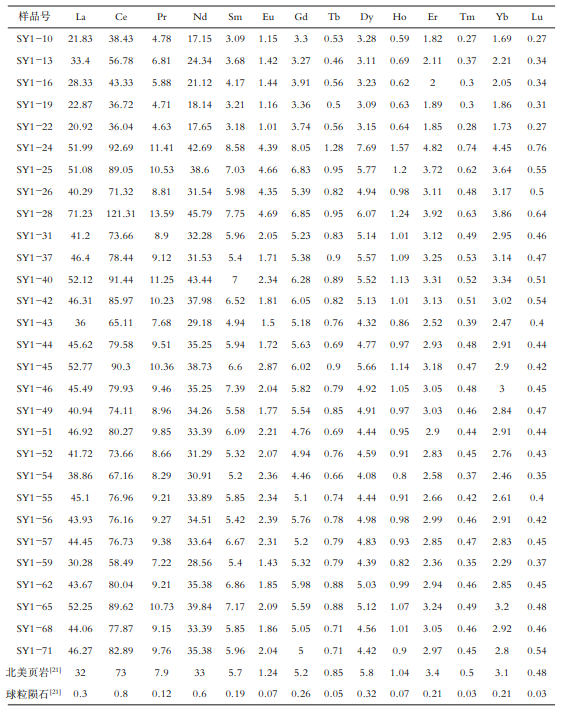 样品号 La Ce Pr Nd Sm Eu Gd Tb Dy Ho Er Tm Yb Lu
SY1-10 21.83 38.43 4.78 17.15 3.09 1.15 3.3 0.53 3.28 0.59 1.82 0.27 1.69 0.27
SY1-13 33.4 56.78 6.81 24.34 3.68 1.42 3.27 0.46 3.11 0.69 2.11 0.37 2.21 0.34
SY1-16 28.33 43.33 5.88 21.12 4.17 1.44 3.91 0.56 3.23 0.62 2 0.3 2.05 0.34
SY1-19 22.87 36.72 4.71 18.14 3.21 1.16 3.36 0.5 3.09 0.63 1.89 0.3 1.86 0.31
SY1-22 20.92 36.04 4.63 17.65 3.18 1.01 3.74 0.56 3.15 0.64 1.85 0.28 1.73 0.27
SY1-24 51.99 92.69 11.41 42.69 8.58 4.39 8.05 1.28 7.69 1.57 4.82 0.74 4.45 0.76
SY1-25 51.08 89.05 10.53 38.6 7.03 4.66 6.83 0.95 5.77 1.2 3.72 0.62 3.64 0.55
SY1-26 40.29 71.32 8.81 31.54 5.98 4.35 5.39 0.82 4.94 0.98 3.11 0.48 3.17 0.5
SY1-28 71.23 121.31 13.59 45.79 7.75 4.69 6.85 0.95 6.07 1.24 3.92 0.63 3.86 0.64
SY1-31 41.2 73.66 8.9 32.28 5.96 2.05 5.23 0.83 5.14 1.01 3.12 0.49 2.95 0.46
SY1-37 46.4 78.44 9.12 31.53 5.4 1.71 5.38 0.9 5.57 1.09 3.25 0.53 3.14 0.47
SY1-40 52.12 91.44 11.25 43.44 7 2.34 6.28 0.89 5.52 1.13 3.31 0.52 3.34 0.51
SY1-42 46.31 85.97 10.23 37.98 6.52 1.81 6.05 0.82 5.13 1.01 3.13 0.51 3.02 0.54
SY1-43 36 65.11 7.68 29.18 4.94 1.5 5.18 0.76 4.32 0.86 2.52 0.39 2.47 0.4
SY1-44 45.62 79.58 9.51 35.25 5.94 1.72 5.63 0.69 4.77 0.97 2.93 0.48 2.91 0.44
SY1-45 52.77 90.3 10.36 38.73 6.6 2.87 6.02 0.9 5.66 1.14 3.18 0.47 2.9 0.42
SY1-46 45.49 79.93 9.46 35.25 7.39 2.04 5.82 0.79 4.92 1.05 3.05 0.48 3 0.45
SY1-49 40.94 74.11 8.96 34.26 5.58 1.77 5.54 0.85 4.91 0.97 3.03 0.46 2.84 0.47
SY1-51 46.92 80.27 9.85 33.39 6.09 2.21 4.76 0.69 4.44 0.95 2.9 0.44 2.91 0.44
SY1-52 41.72 73.66 8.66 31.29 5.32 2.07 4.94 0.76 4.59 0.91 2.83 0.45 2.76 0.43
SY1-54 38.86 67.16 8.29 30.91 5.2 2.36 4.46 0.66 4.08 0.8 2.58 0.37 2.46 0.35
SY1-55 45.1 76.96 9.21 33.89 5.85 2.34 5.1 0.74 4.44 0.91 2.66 0.42 2.61 0.4
SY1-56 43.93 76.16 9.27 34.51 5.42 2.39 5.76 0.78 4.98 0.98 2.99 0.46 2.91 0.42
SY1-57 44.45 76.73 9.38 33.64 6.67 2.31 5.2 0.79 4.83 0.93 2.85 0.47 2.83 0.45
SY1-59 30.28 58.49 7.22 28.56 5.4 1.43 5.32 0.79 4.39 0.82 2.36 0.35 2.29 0.37
SY1-62 43.67 80.04 9.21 35.38 6.86 1.85 5.98 0.88 5.03 0.99 2.94 0.46 2.85 0.45
SY1-65 52.25 89.62 10.73 39.84 7.17 2.09 5.59 0.88 5.12 1.07 3.24 0.49 3.2 0.48
SY1-68 44.06 77.87 9.15 33.39 5.85 1.86 5.05 0.71 4.56 1.01 3.05 0.46 2.92 0.46
SY1-71 46.27 82.89 9.76 35.38 5.96 2.04 5 0.71 4.42 0.9 2.97 0.45 2.8 0.54
北美页岩[21] 32 73 7.9 33 5.7 1.24 5.2 0.85 5.8 1.04 3.4 0.5 3.1 0.48
球粒陨石[21] 0.3 0.8 0.12 0.6 0.19 0.07 0.26 0.05 0.32 0.07 0.21 0.03 0.21 0.03